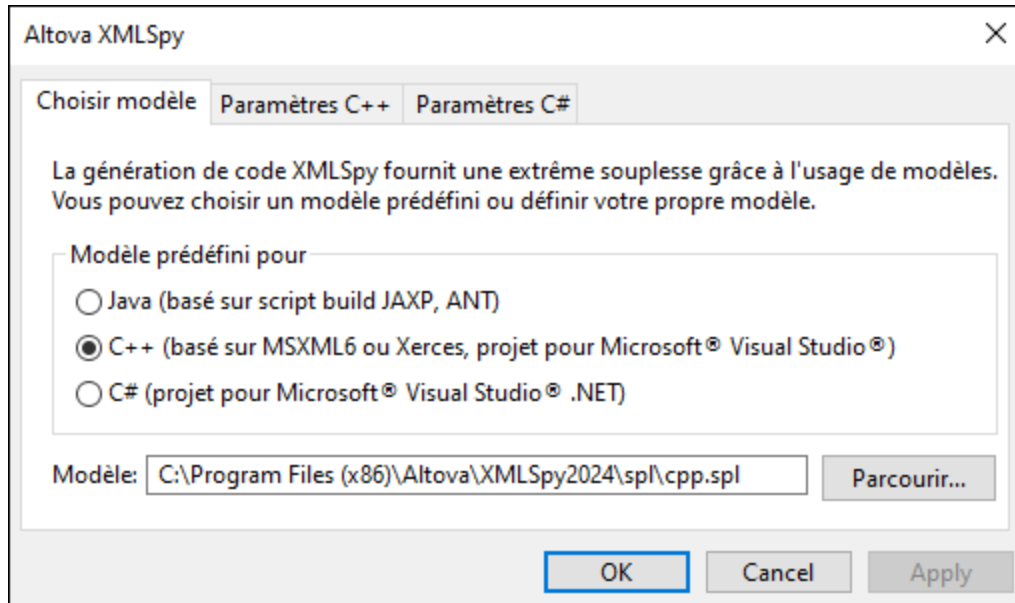 Altova XMLSpy
Choisir modèle
Paramètres C++
Paramètres C#
La génération de code XMLSpy fournit une extrême souplesse grâce à l'usage de modèles.
Vous pouvez choisir un modèle prédéfini ou définir votre propre modèle.
Modèle prédéfini pour
Java (basé sur script build JAXP, ANT)
C++ (basé sur MSXML6 ou Xerces, projet pour Microsoft® Visual Studio®)
C# (projet pour Microsoft® Visual Studio® .NET)
Modèle: C:\Program Files (x86)\Altova\XMLSpy2024\spl\cpp.spl Parcourir...
OK Cancel Apply